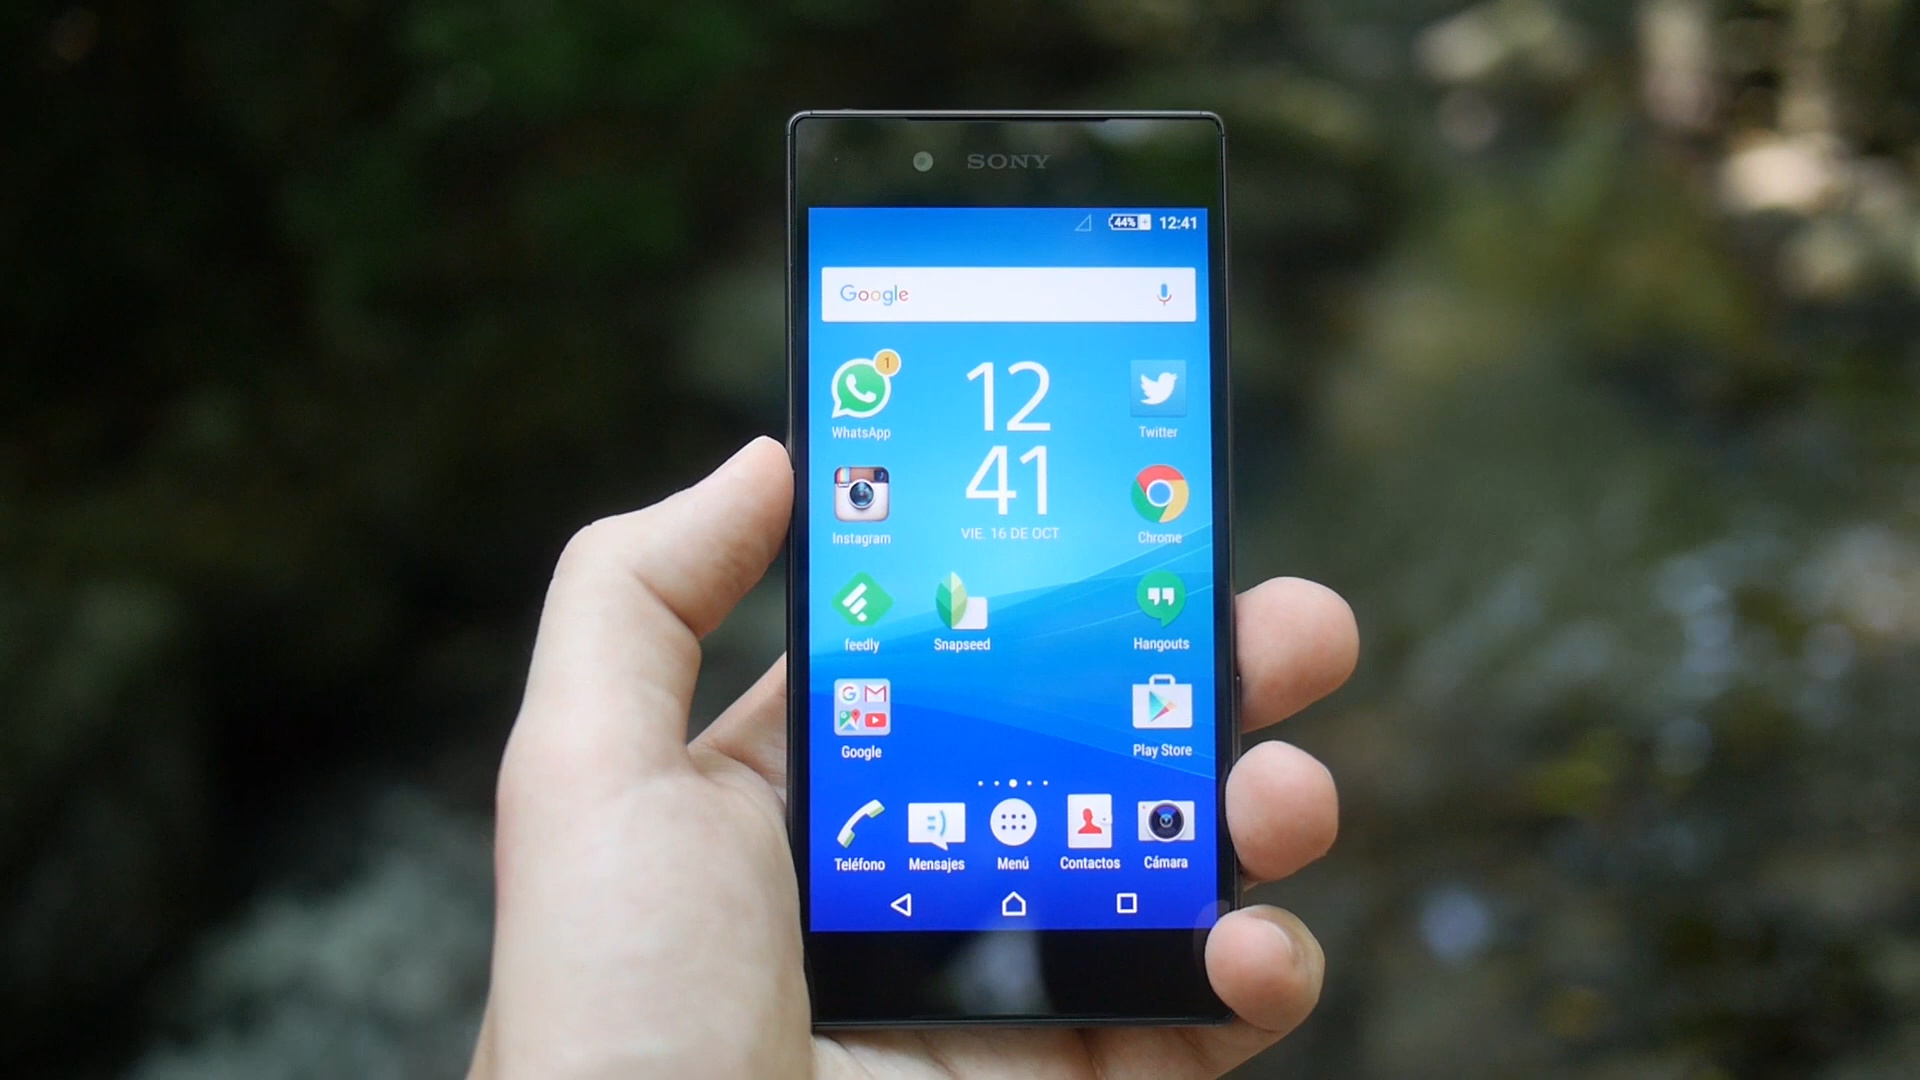 SONY
44% 12:41
Google
1
12
41
VIE. 16 DE OCT
WhatsApp
Twitter
Instagram
Chrome
feedly
Snapseed
Hangouts
Google
Play Store
Teléfono
Mensajes
Menú
Contactos
Cámara